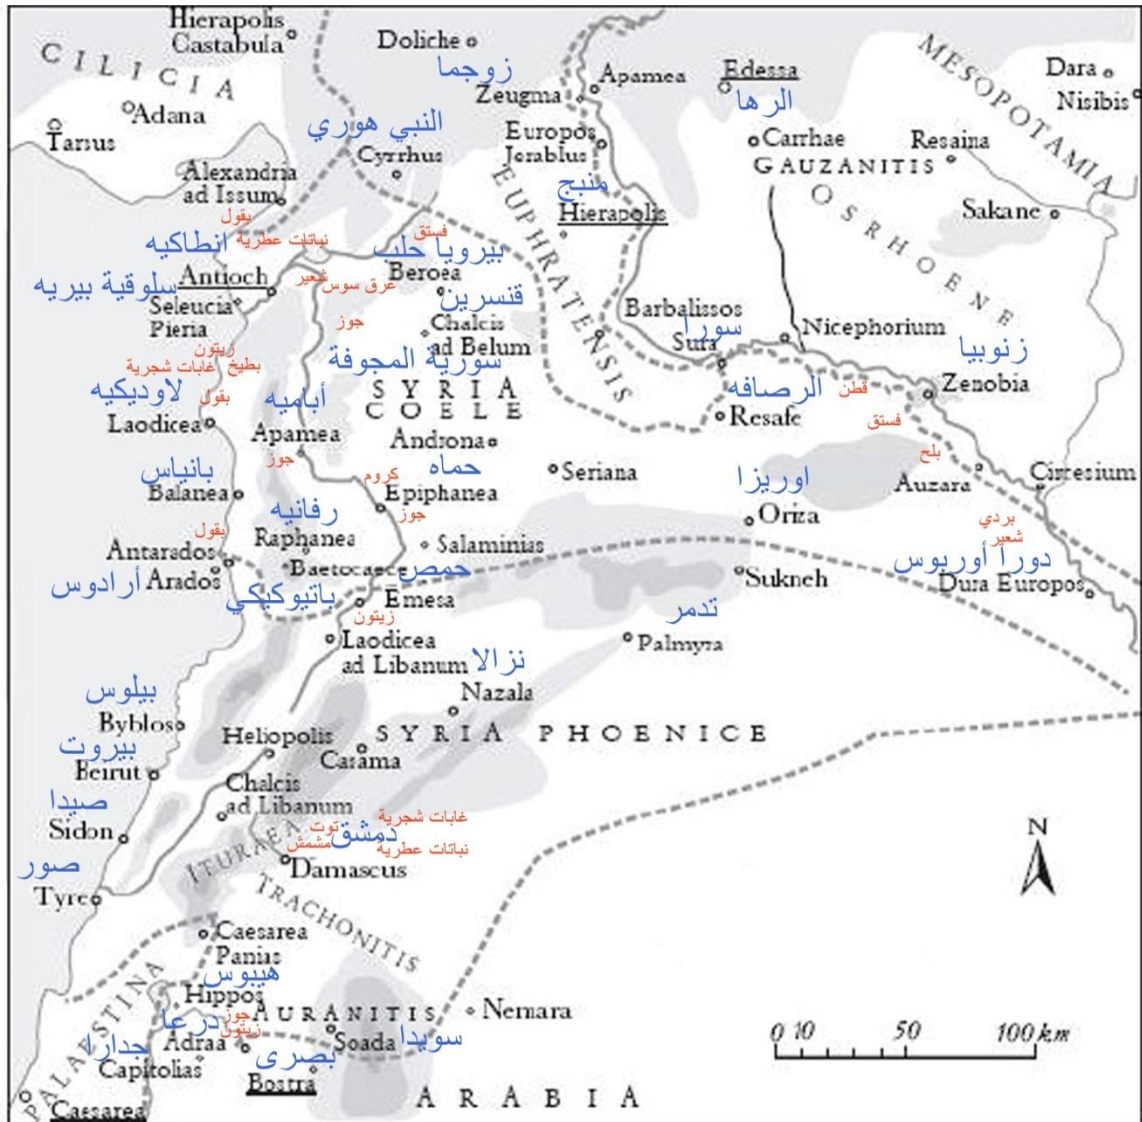 Hierapolis
Castabula
CILICIA
Doliche
زوجما
Zeugma
Apamea
Edessa
الرها
MESOPOTAMIA
Dara
Nisibis
Adana
Tarsus
النبي هوري
Cyrrhus
Europos
Jerablus
Carrhae
GAUZANITIS
Resaina
Alexandria
ad Issum
EUPHRATENSIS
منبج
Hierapolis
OSRHOENE
Sakane
بقول
نباتات عطرية
انطاكيه
Antioch
فستق
بيرويا حلب
Beroea
سلوقية بيريه
Seleucia
Pieria
شعير
عرق سوس
قنسرين
Chalcis
ad Belum
جوز
Barbalissos
سورا
Sura
Nicephorium
زنوبيا
Zenobia
زيتون
غابات شجرية
بطيخ
سورية المجوفة
SYRIA
COELE
لاوديكيه
بقول
Laodicea
أباميه
Apamea
جوز
Androna
الرصافه
Resafe
قطن
فستق
بلح
بانياس
Balanea
حماه
كروم
Epiphanea
جوز
Seriana
اوريزا
Oriza
Auzara
Circesium
رفانيه
Raphanea
بقول
Antarados
أرادوس
Arados
Baetocaece
باتيوكيكي
Salaminias
حمص
Emesa
زيتون
Sukneh
بردي
شعير
دورا أوربوس
Dura Europos
تدمر
Palmyra
Laodicea
ad Libanum
نزالا
Nazala
بيلوس
Byblos
بيروت
Beirut
Heliopolis
Casama
SYRIA PHOENICE
صيدا
Sidon
Chalcis
ad Libanum
ITURAEA
توت
دمشق
مشمش
غابات شجرية
نباتات عطرية
Damascus
صور
Tyre
TRACHONITIS
N
Caesarea
Panias
PALAESTINA
هيبوس
Hippos
AURANITIS
Nemara
درعا
جوز
زيتون
Adraa
جدارا
Capitolias
بصرى
Bostra
Soada
سويدا
Caesarea
ARABIA
0 10 50 100 km